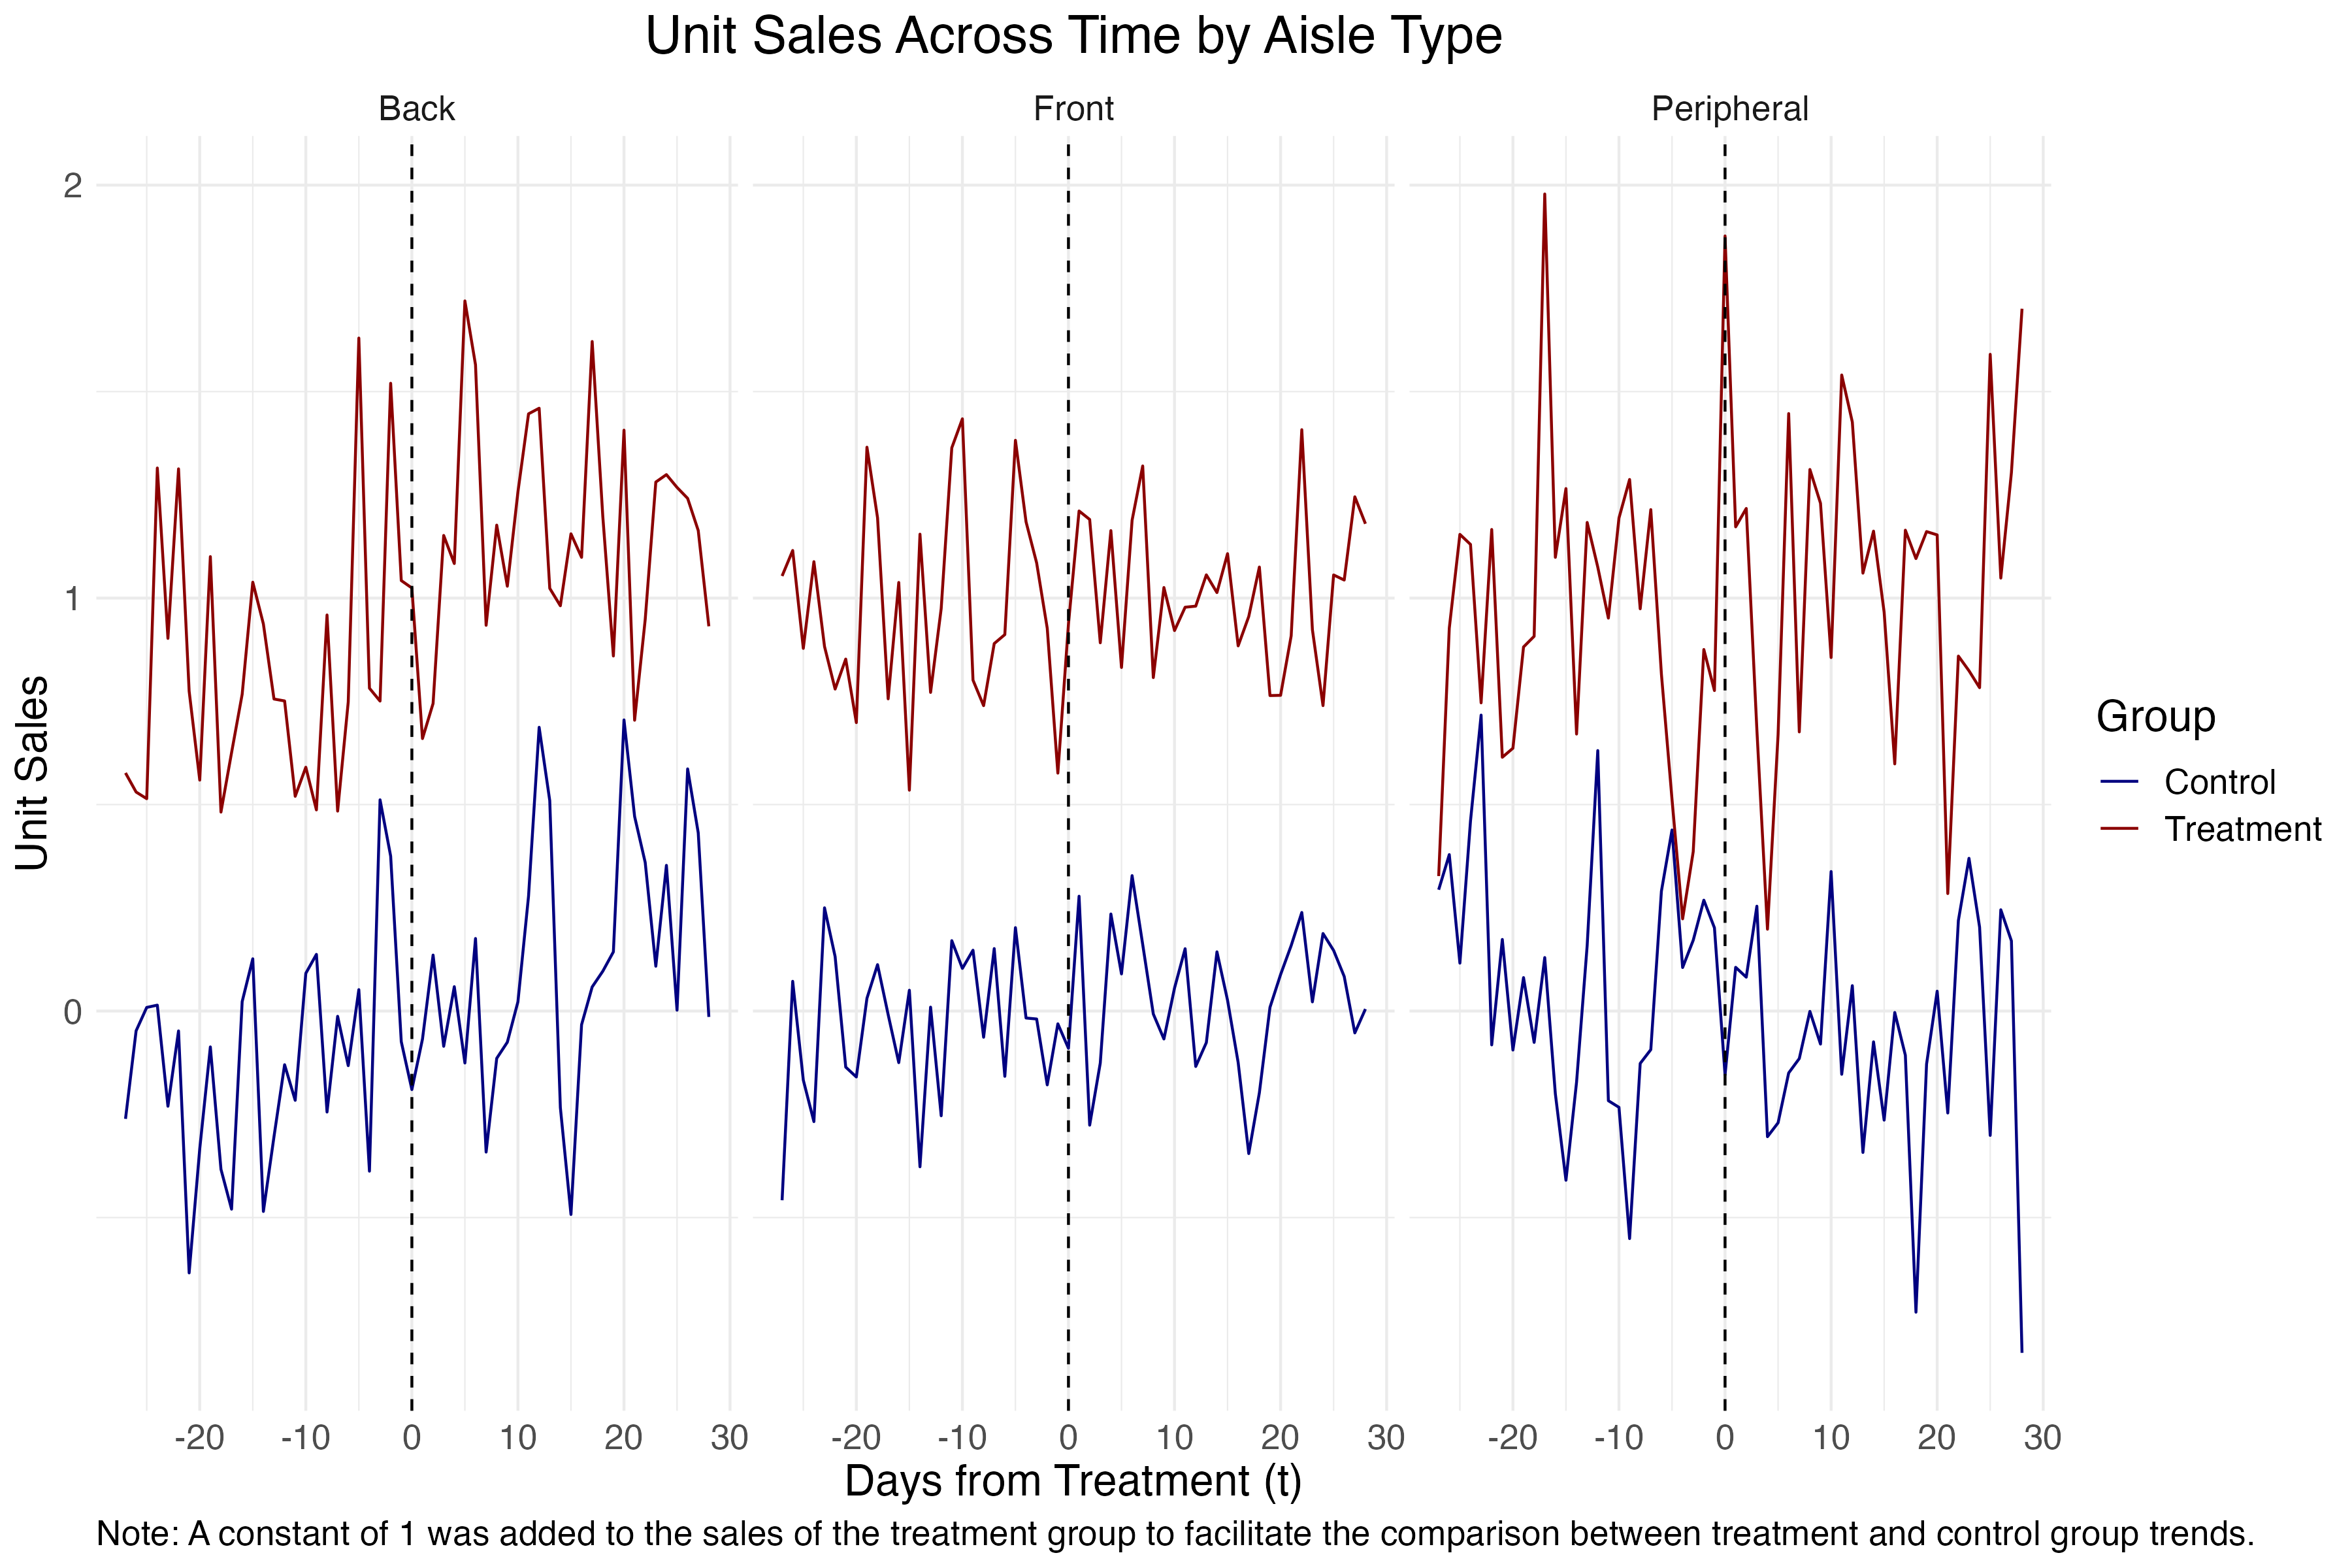 Unit Sales Across Time by Aisle Type
Back
Front
Peripheral
2
1
0
Unit Sales
-20 -10 0 10 20 30
-20 -10 0 10 20 30
-20 -10 0 10 20 30
Days from Treatment (t)
Group
Control
Treatment
Note: A constant of 1 was added to the sales of the treatment group to facilitate the comparison between treatment and control group trends.